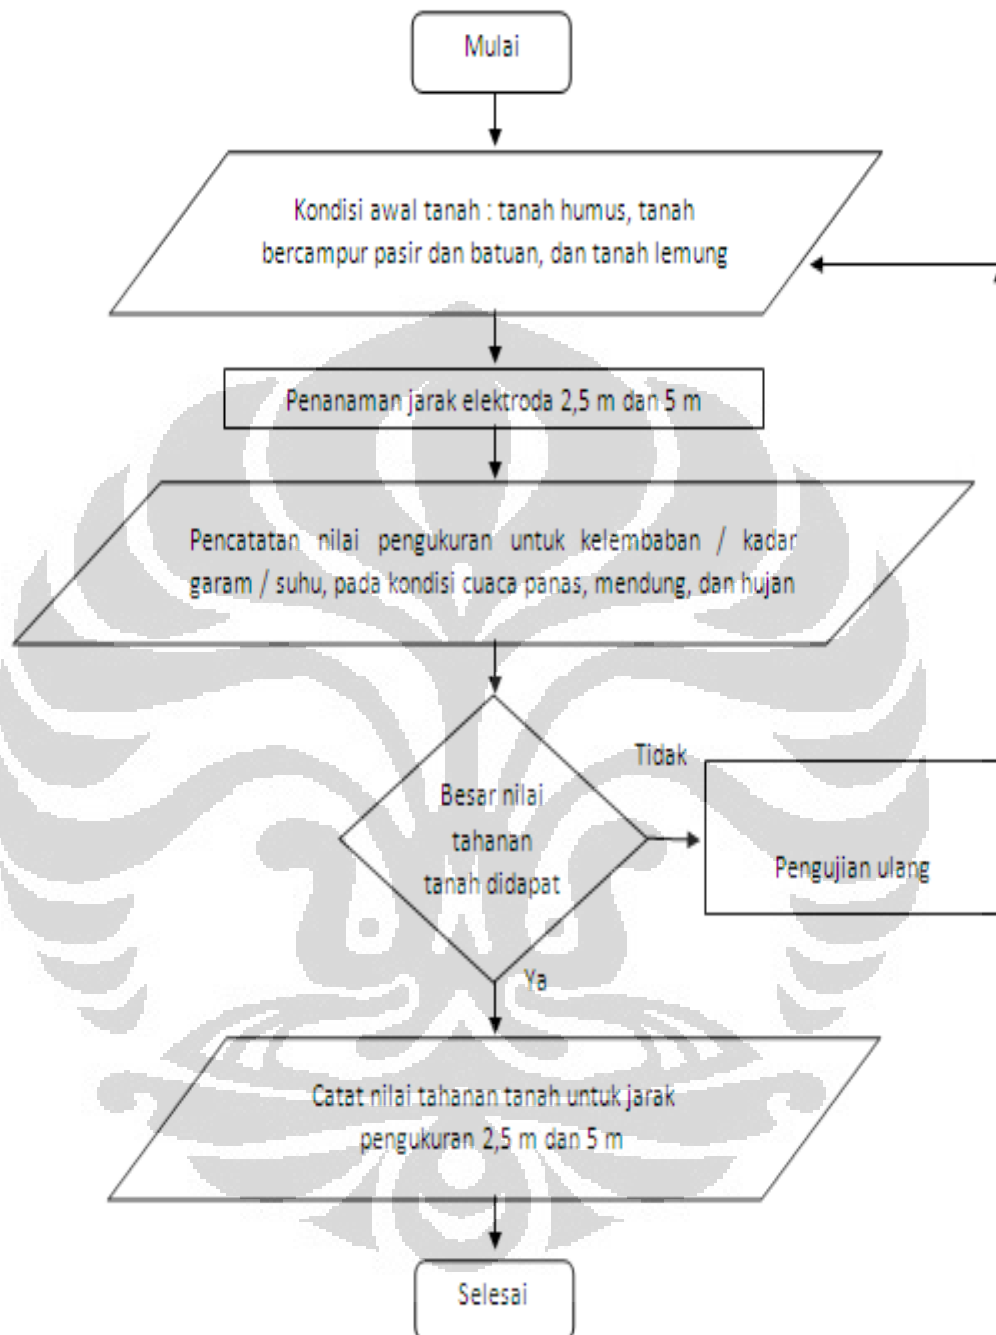 Mulai
Kondisi awal tanah : tanah humus, tanah
bercampur pasir dan batuan, dan tanah lemung
Penanaman jarak elektroda 2,5 m dan 5 m
Pencatatan nilai pengukuran untuk kelembaban / kadar
garam / suhu, pada kondisi cuaca panas, mendung, dan hujan
Tidak
Besar nilai
tahanan
tanah didapat
Pengujian ulang
Ya
Catat nilai tahanan tanah untuk jarak
pengukuran 2,5 m dan 5 m
Selesai